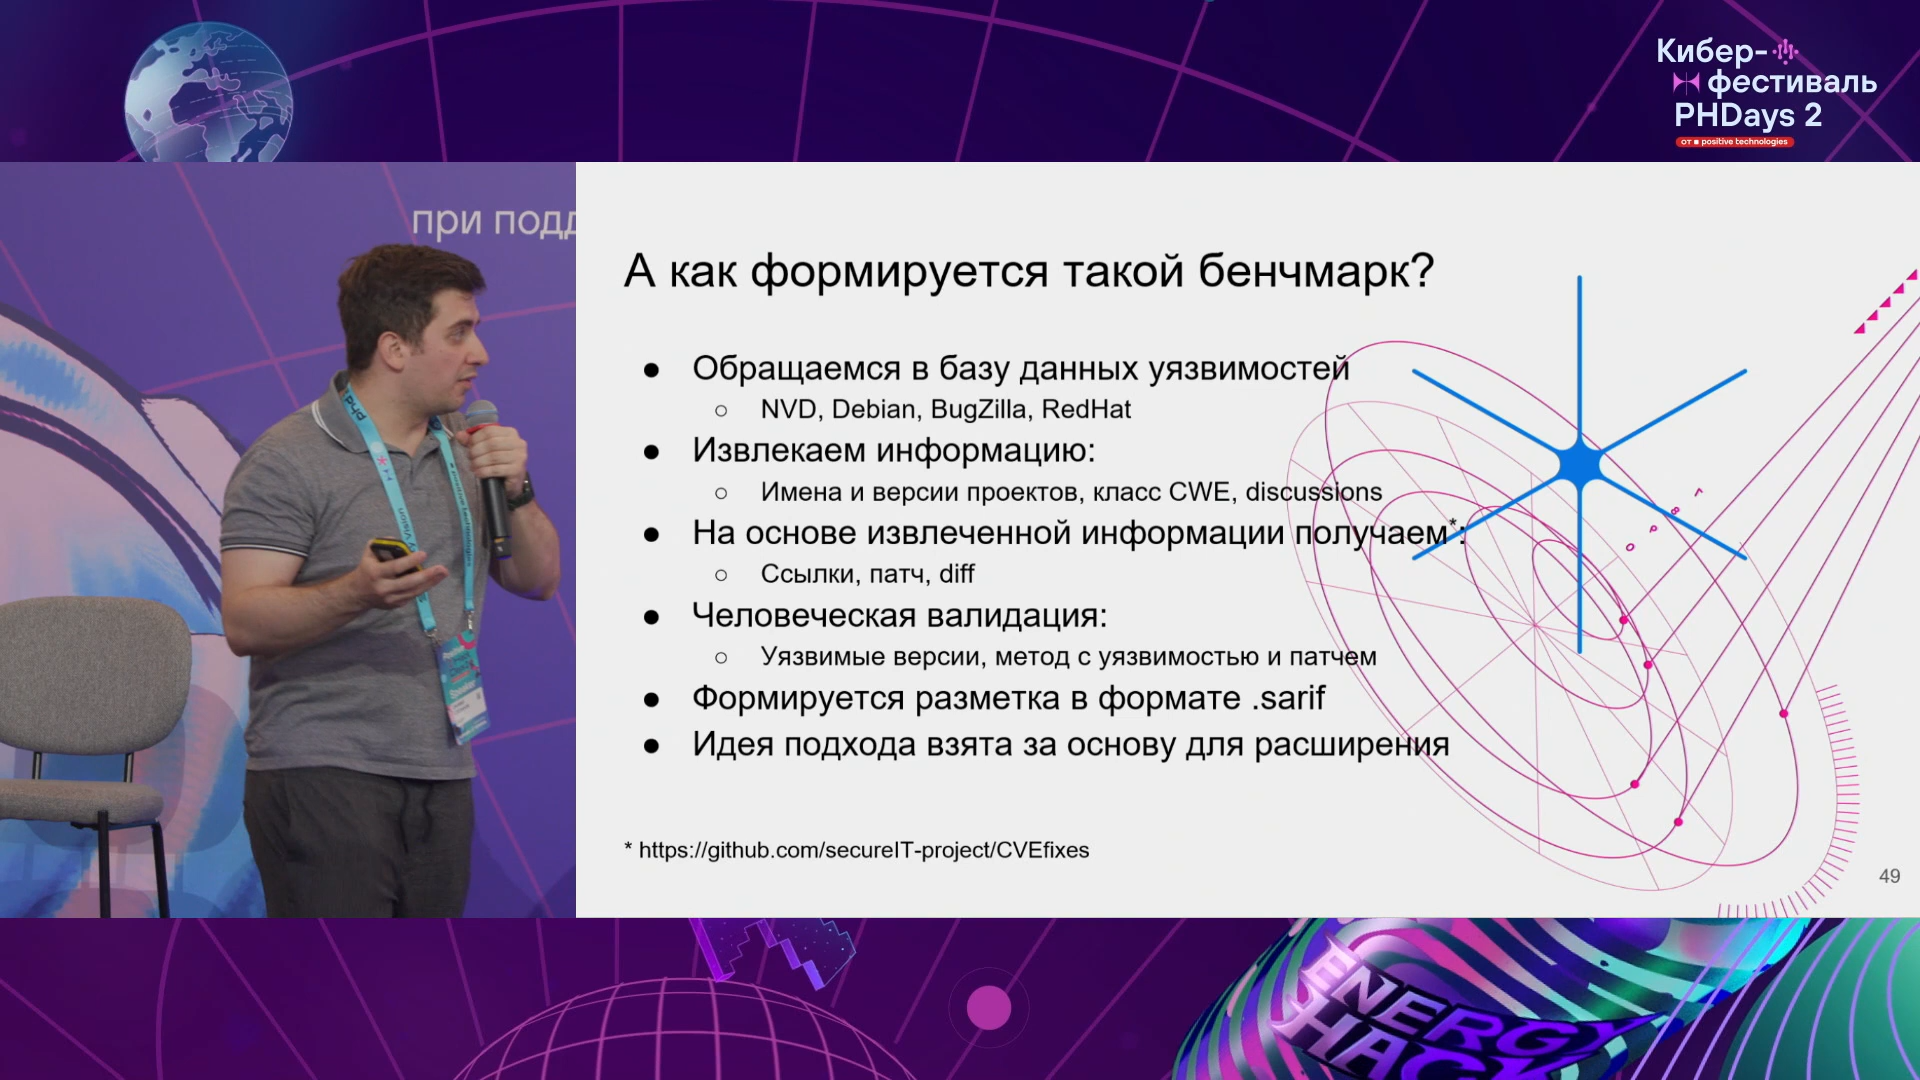 Кибер-
фестиваль
PHDays 2
от positive technologies
при подд
А как формируется такой бенчмарк?
● Обращаемся в базу данных уязвимостей
○ NVD, Debian, BugZilla, RedHat
● Извлекаем информацию:
○ Имена и версии проектов, класс CWE, discussions
● На основе извлеченной информации получаем*:
○ Ссылки, патч, diff
● Человеческая валидация:
○ Уязвимые версии, метод с уязвимостью и патчем
● Формируется разметка в формате .sarif
● Идея подхода взята за основу для расширения
* https://github.com/secureIT-project/CVEfixes
49
ENERGY
HACK